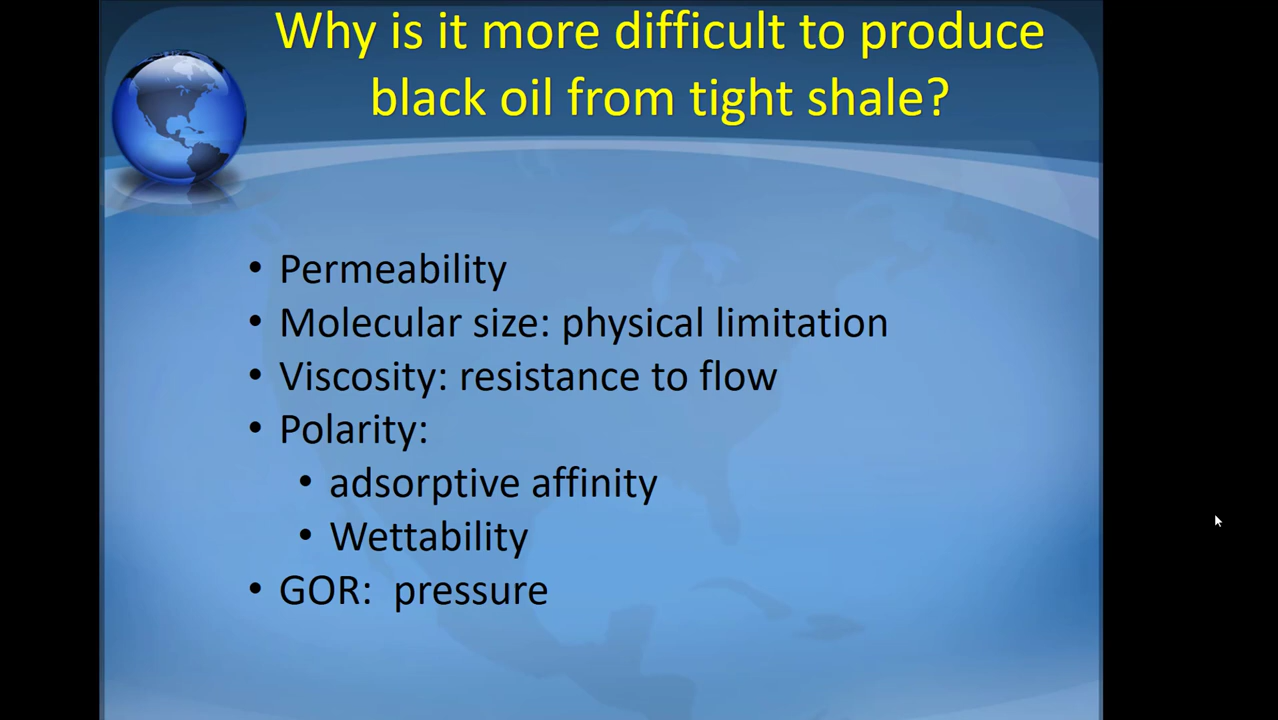 Why is it more difficult to produce
black oil from tight shale?
• Permeability
• Molecular size: physical limitation
• Viscosity: resistance to flow
• Polarity:
• adsorptive affinity
• Wettability
• GOR:  pressure